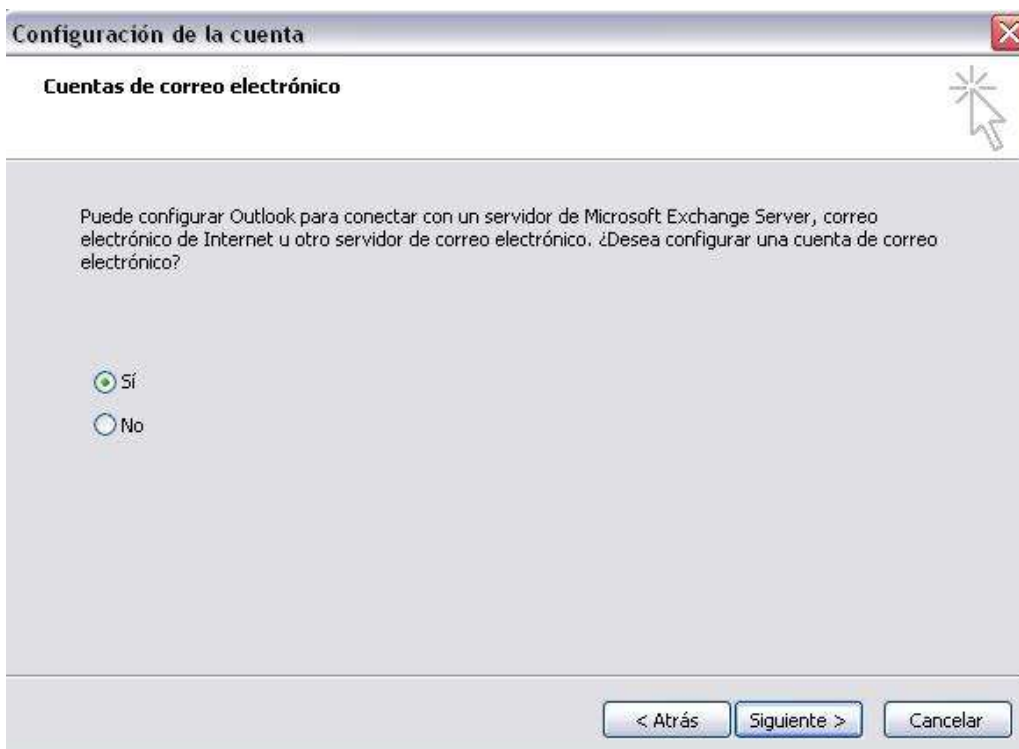 Configuración de la cuenta
Cuentas de correo electrónico
Puede configurar Outlook para conectar con un servidor de Microsoft Exchange Server, correo
electrónico de Internet u otro servidor de correo electrónico. ¿Desea configurar una cuenta de correo
electrónico?
Sí
No
< Atrás
Siguiente >
Cancelar